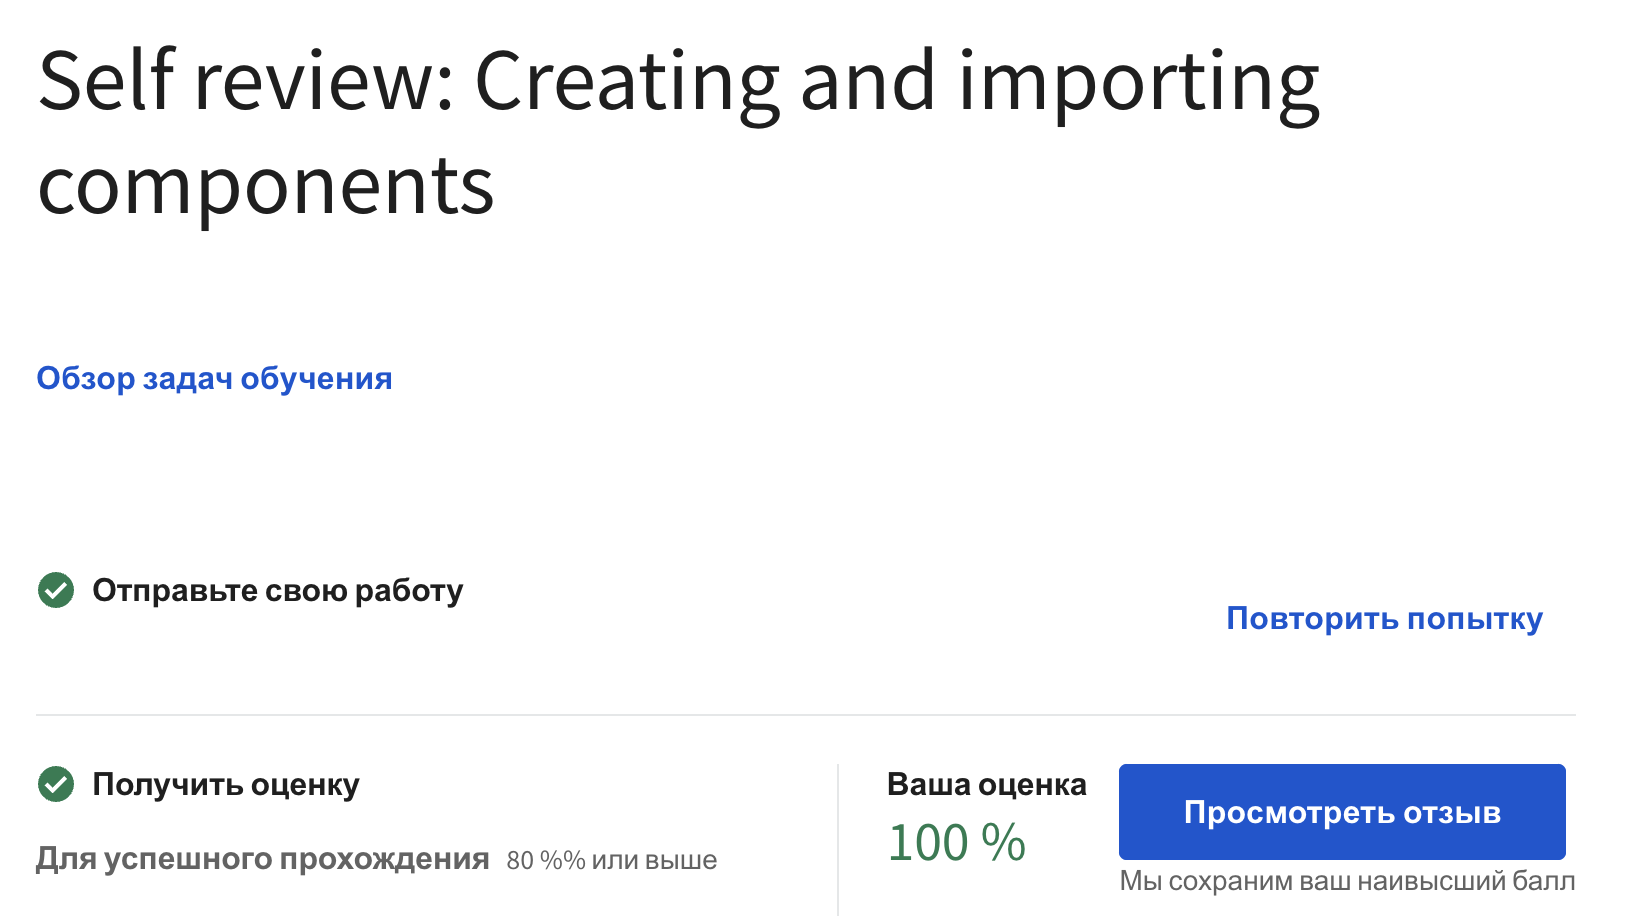 Self review: Creating and importing
components
Обзор задач обучения
Отправьте свою работу
Повторить попытку
Получить оценку
Для успешного прохождения 80 %% или выше
Ваша оценка
100 %
Просмотреть отзыв
Мы сохраним ваш наивысший балл